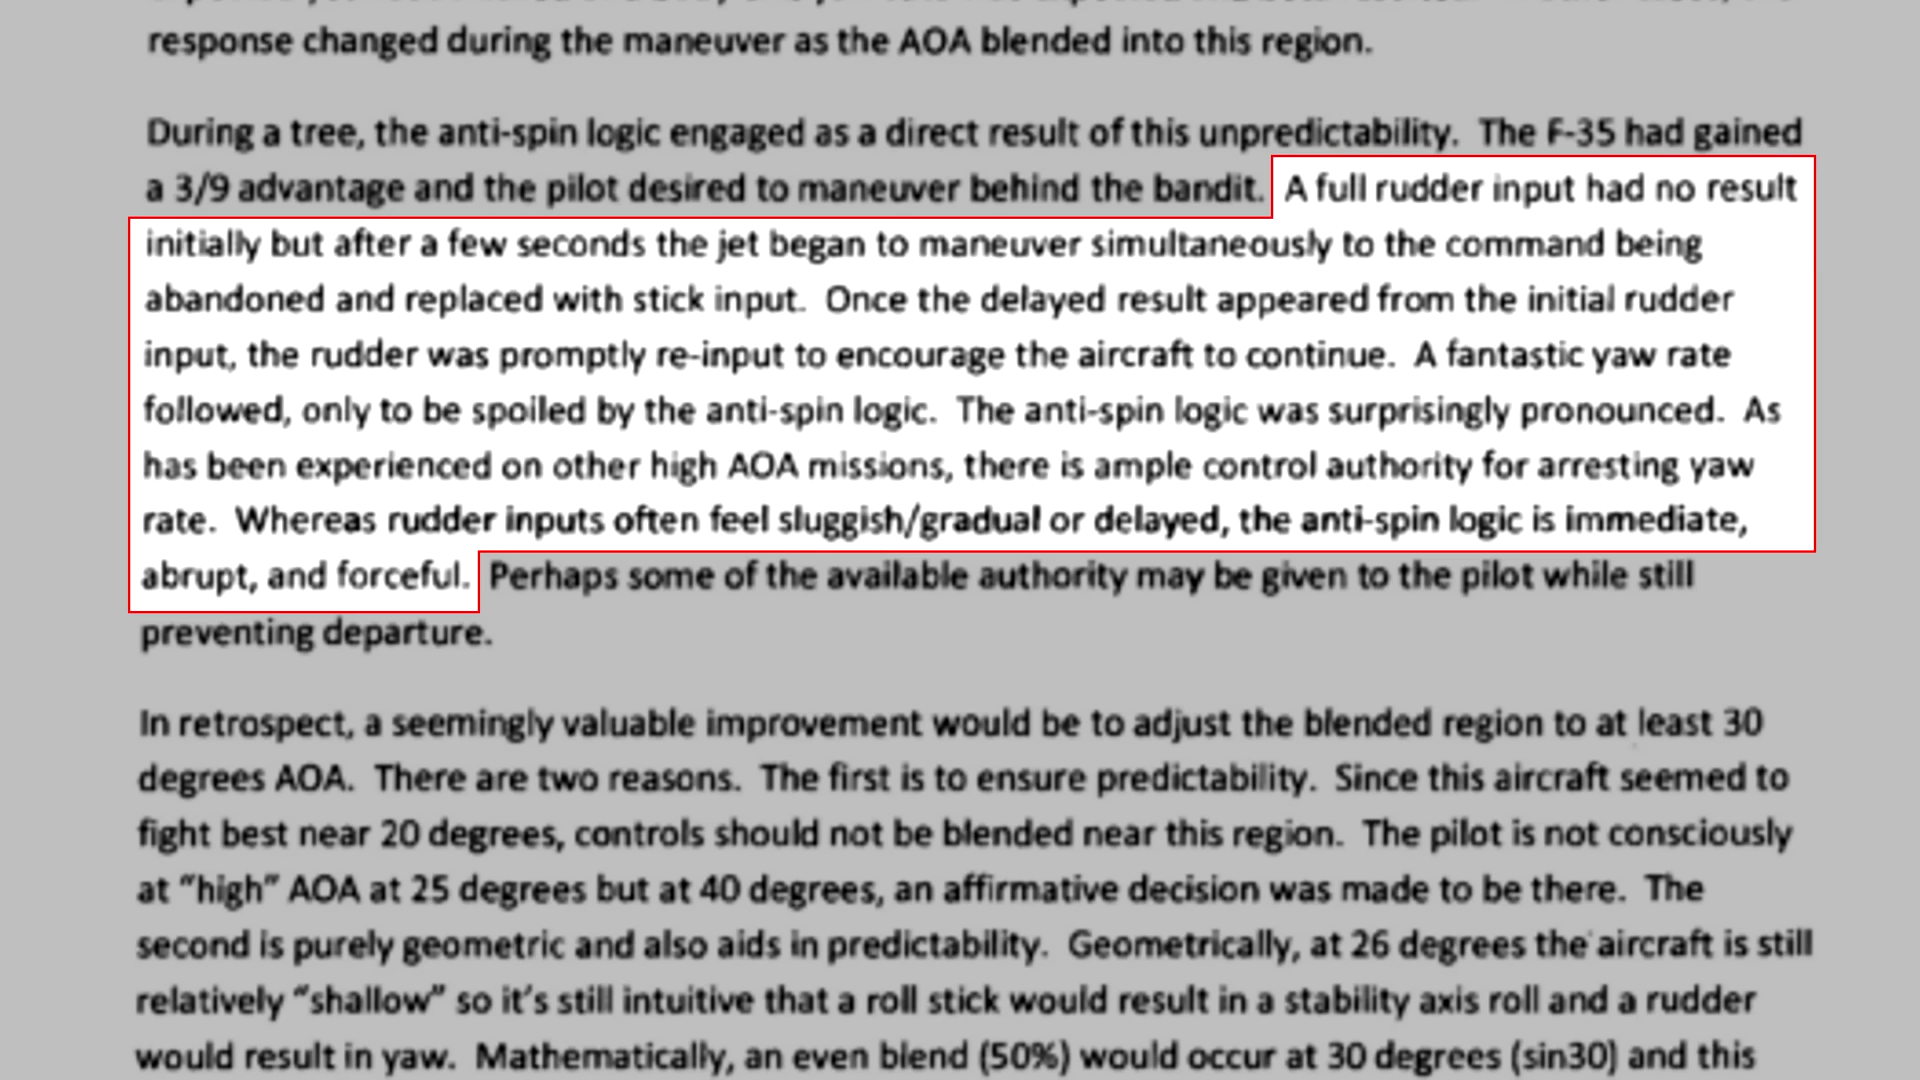 response changed during the maneuver as the AOA blended into this region.
During a tree, the anti-spin logic engaged as a direct result of this unpredictability. The F-35 had gained
a 3/9 advantage and the pilot desired to maneuver behind the bandit. A full rudder input had no result
initially but after a few seconds the jet began to maneuver simultaneously to the command being
abandoned and replaced with stick input. Once the delayed result appeared from the initial rudder
input, the rudder was promptly re-input to encourage the aircraft to continue. A fantastic yaw rate
followed, only to be spoiled by the anti-spin logic. The anti-spin logic was surprisingly pronounced. As
has been experienced on other high AOA missions, there is ample control authority for arresting yaw
rate. Whereas rudder inputs often feel sluggish/gradual or delayed, the anti-spin logic is immediate,
abrupt, and forceful. Perhaps some of the available authority may be given to the pilot while still
preventing departure.
In retrospect, a seemingly valuable improvement would be to adjust the blended region to at least 30
degrees AOA. There are two reasons. The first is to ensure predictability. Since this aircraft seemed to
fight best near 20 degrees, controls should not be blended near this region. The pilot is not consciously
at "high" AOA at 25 degrees but at 40 degrees, an affirmative decision was made to be there. The
second is purely geometric and also aids in predictability. Geometrically, at 26 degrees the aircraft is still
relatively "shallow" so it's still intuitive that a roll stick would result in a stability axis roll and a rudder
would result in yaw. Mathematically, an even blend (50%) would occur at 30 degrees (sin30) and this